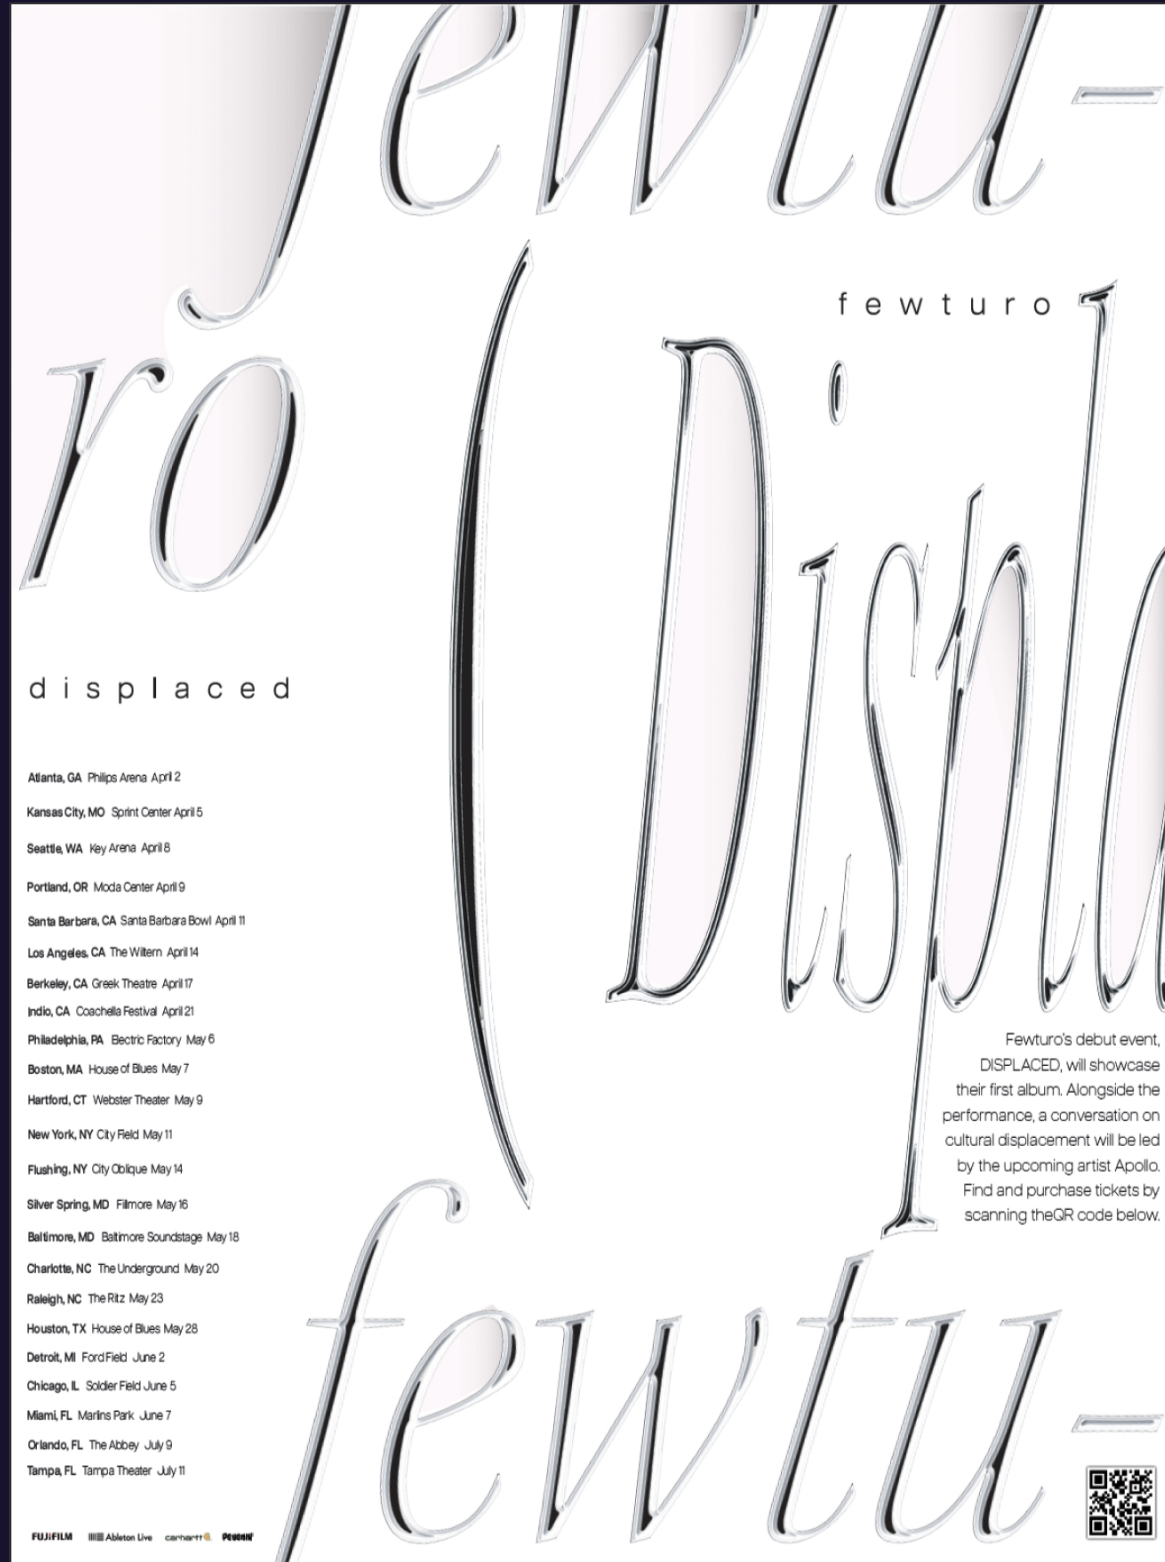 fewtu-
fewturo
ro
( Displa
displaced
Atlanta, GA Philips Arena April 2
Kansas City, MO Sprint Center April 5
Seattle, WA Key Arena April 8
Portland, OR Moda Center April 9
Santa Barbara, CA Santa Barbara Bowl April 11
Los Angeles, CA The Wiltern April 14
Berkeley, CA Greek Theatre April 17
Indio, CA Coachella Festival April 21
Philadelphia, PA Electric Factory May 6
Boston, MA House of Blues May 7
Hartford, CT Webster Theater May 9
New York, NY City Field May 11
Flushing, NY City Oblique May 14
Silver Spring, MD Fillmore May 16
Baltimore, MD Baltimore Soundstage May 18
Charlotte, NC The Underground May 20
Raleigh, NC The Ritz May 23
Houston, TX House of Blues May 28
Detroit, MI Ford Field June 2
Chicago, IL Soldier Field June 5
Miami, FL Marlins Park June 7
Orlando, FL The Abbey July 9
Tampa, FL Tampa Theater July 11
Fewturo's debut event,
DISPLACED, will showcase
their first album. Alongside the
performance, a conversation on
cultural displacement will be led
by the upcoming artist Apollo.
Find and purchase tickets by
scanning theQR code below.
fewtu-
FUJIFILM Ableton Live carhartt